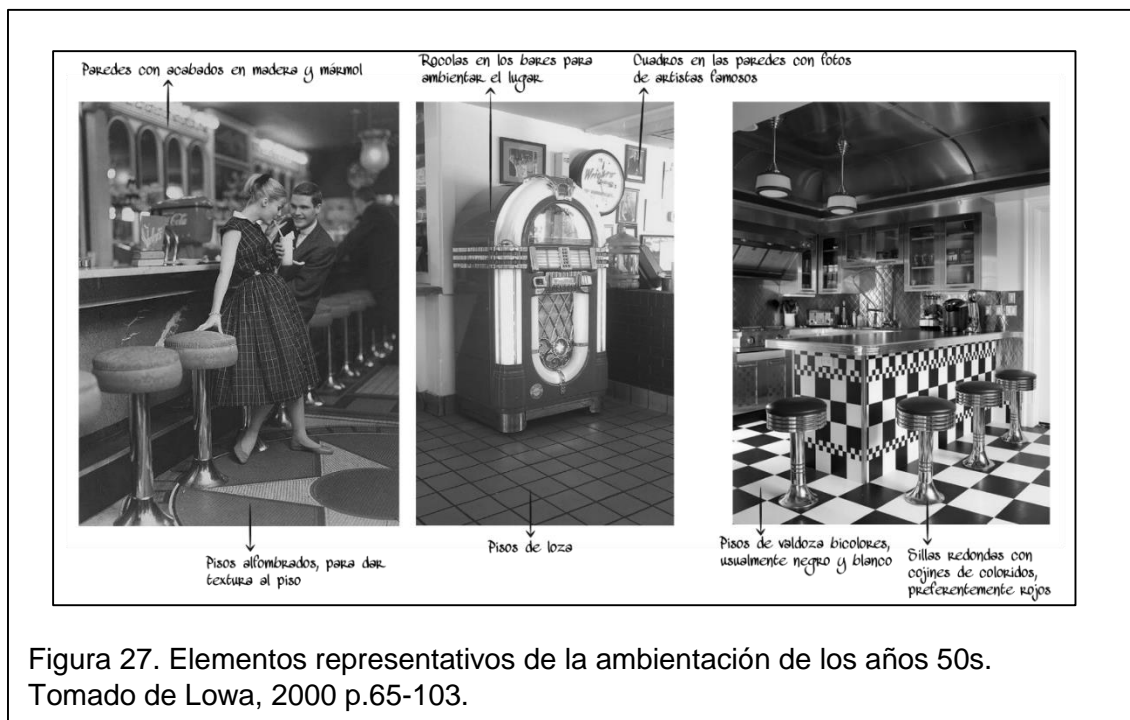 Paredes con acabados en madera y mármol
Rocolas en los bares para
ambientar el lugar
Cuadros en las paredes con fotos
de artistas famosos
Coca-Cola
Pisos alfombrados, para dar
textura al piso
Pisos de loza
Pisos de valdoza bicolores,
usualmente negro y blanco
Sillas redondas con
cojines de coloridos,
preferentemente rojos
Figura 27. Elementos representativos de la ambientación de los años 50s.
Tomado de Lowa, 2000 p.65-103.